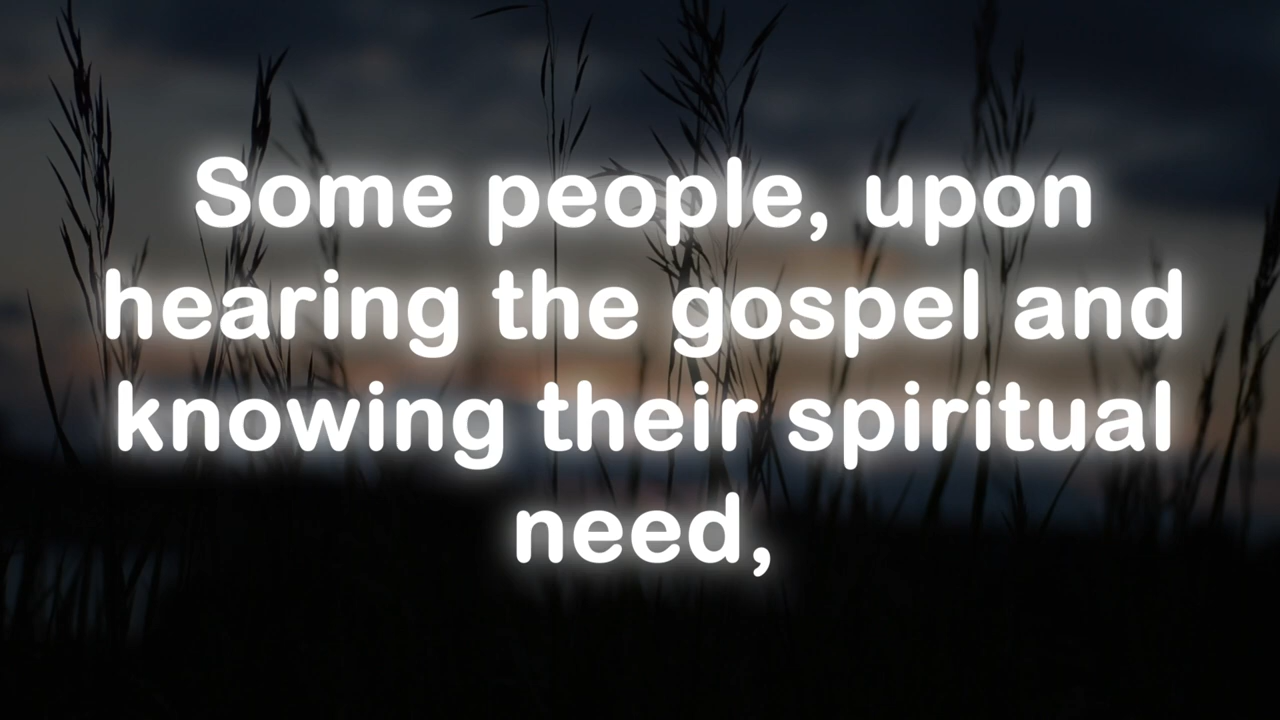 Some people, upon
hearing the gospel and
knowing their spiritual
need,